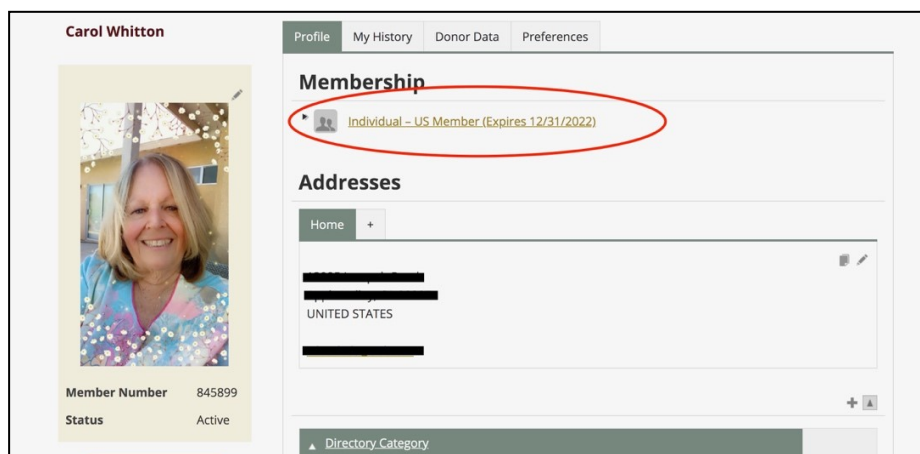 Carol Whitton
Profile My History Donor Data Preferences
Membership
Individual – US Member (Expires 12/31/2022)
Addresses
Home +
UNITED STATES
Member Number 845899
Status Active
Directory Category